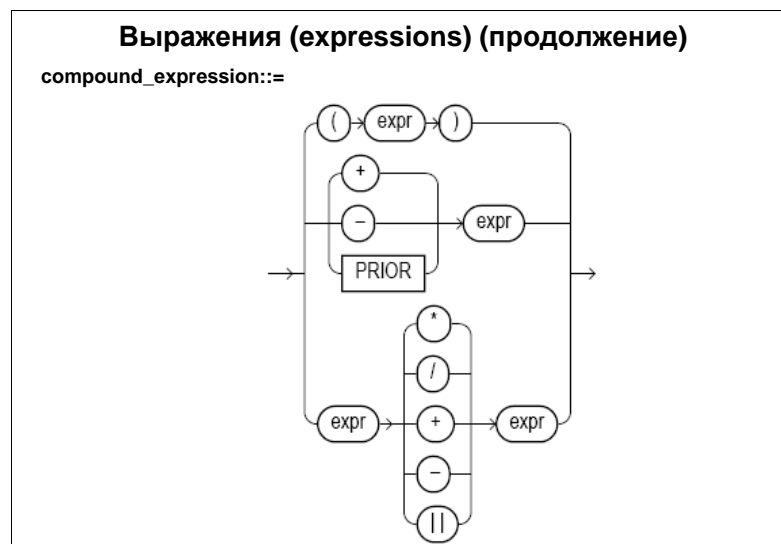 Выражения (expressions) (продолжение)
compound_expression::=
( expr )
+
− expr
PRIOR
*
/
expr + expr
−
||